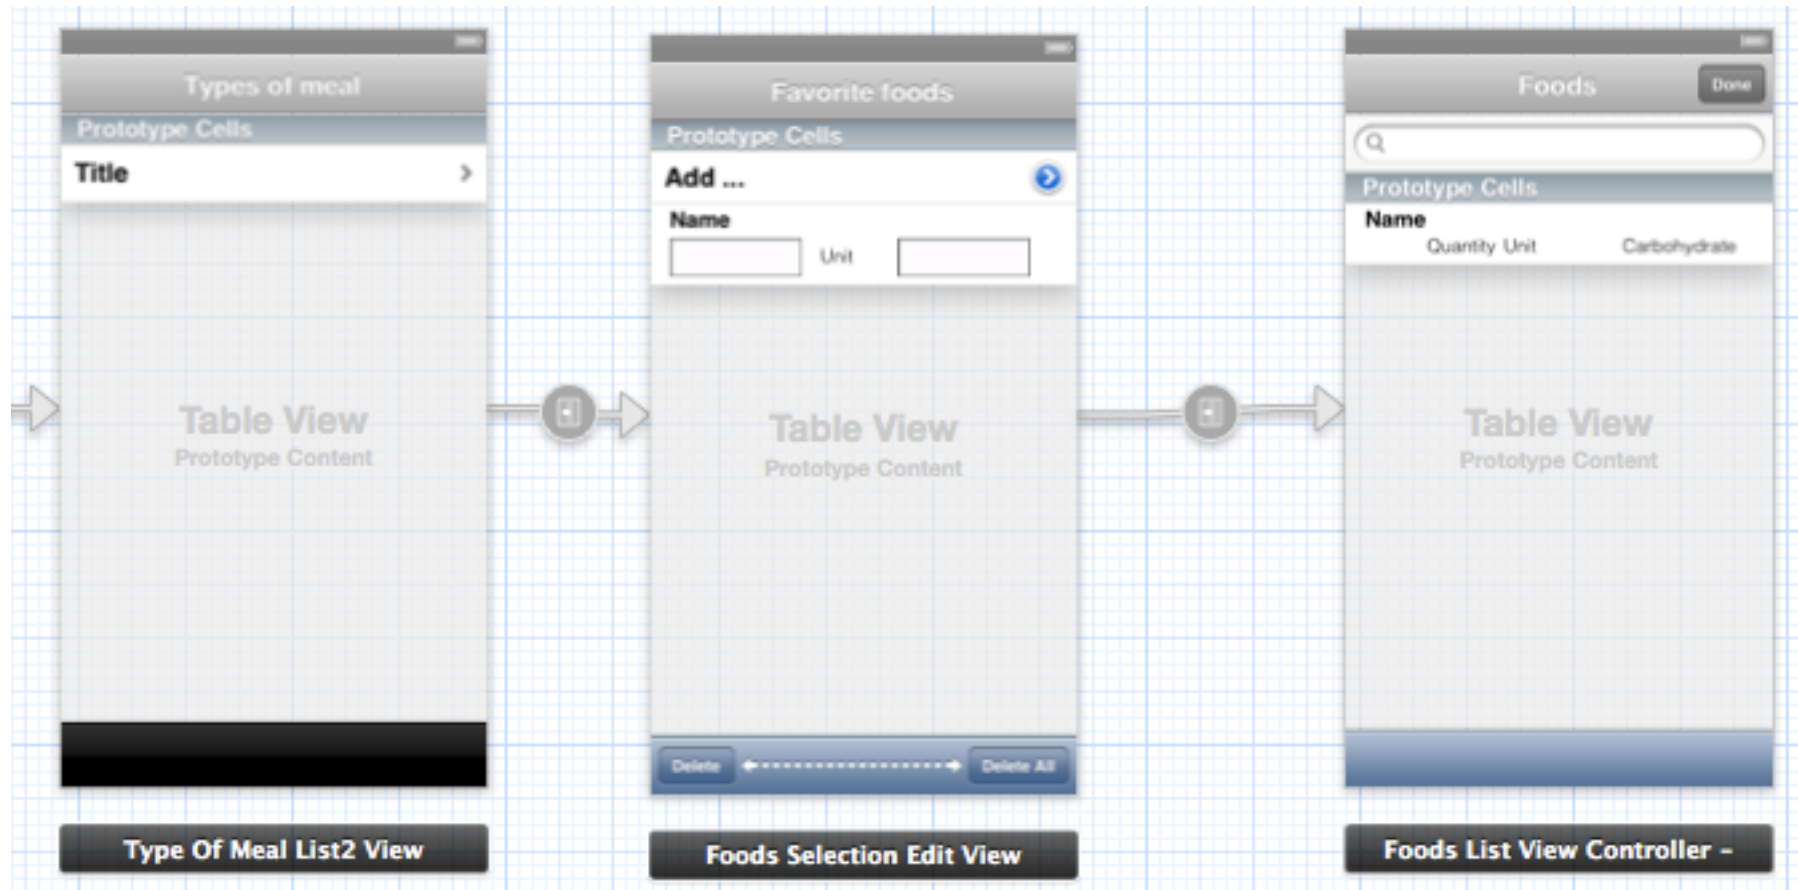 Types of meal
Prototype Cells
Title
Table View
Prototype Content
Type Of Meal List2 View
Favorite foods
Prototype Cells
Add ...
Name
Unit
Table View
Prototype Content
Delete Delete All
Foods Selection Edit View
Foods Done
Prototype Cells
Name
Quantity Unit Carbohydrate
Table View
Prototype Content
Foods List View Controller –